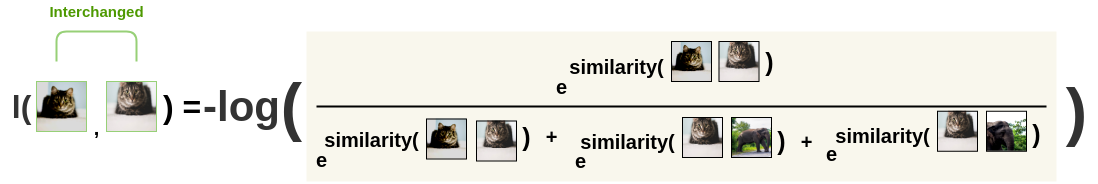 Interchanged
l( , ) = -log(
e similarity( )
e similarity( ) + e similarity( ) + e similarity( )
)